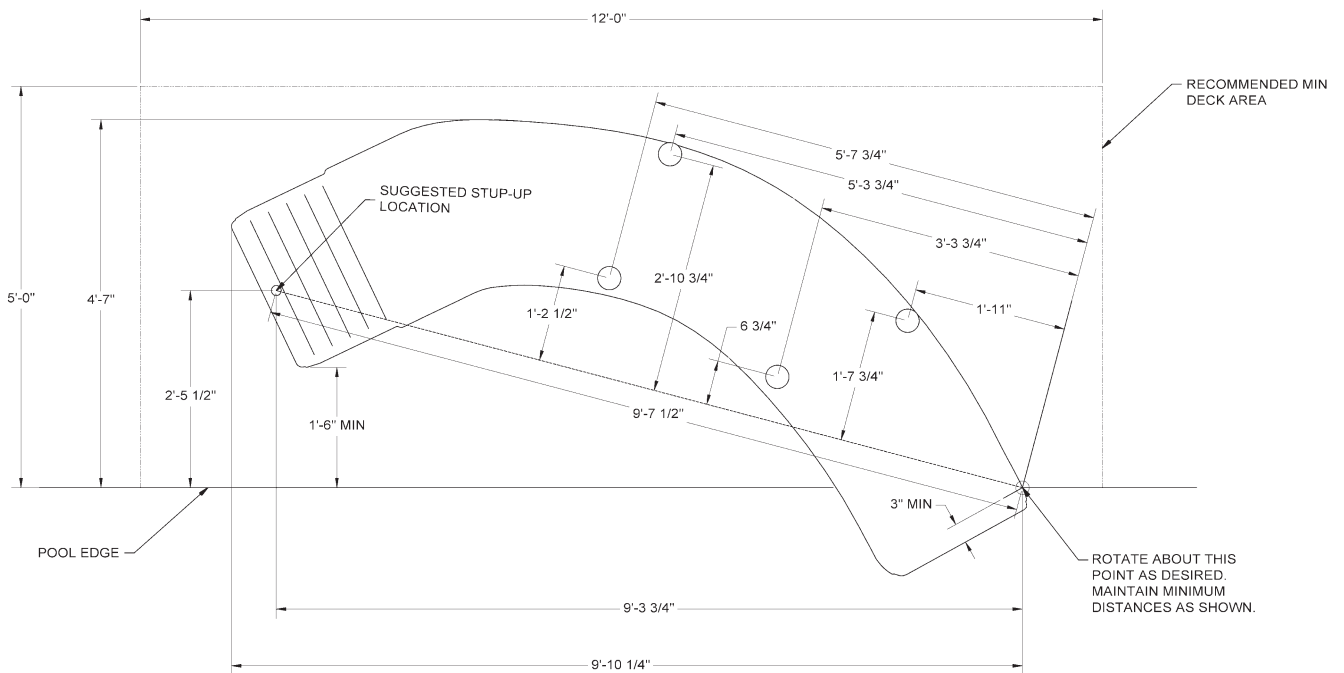 12'-0"
RECOMMENDED MIN
DECK AREA
5'-7 3/4"
5'-3 3/4"
SUGGESTED STUP-UP
LOCATION
3'-3 3/4"
2'-10 3/4"
5'-0"
4'-7"
1'-11"
1'-2 1/2"
6 3/4"
1'-7 3/4"
2'-5 1/2"
9'-7 1/2"
1'-6" MIN
3" MIN
POOL EDGE
ROTATE ABOUT THIS
POINT AS DESIRED.
MAINTAIN MINIMUM
DISTANCES AS SHOWN.
9'-3 3/4"
9'-10 1/4"